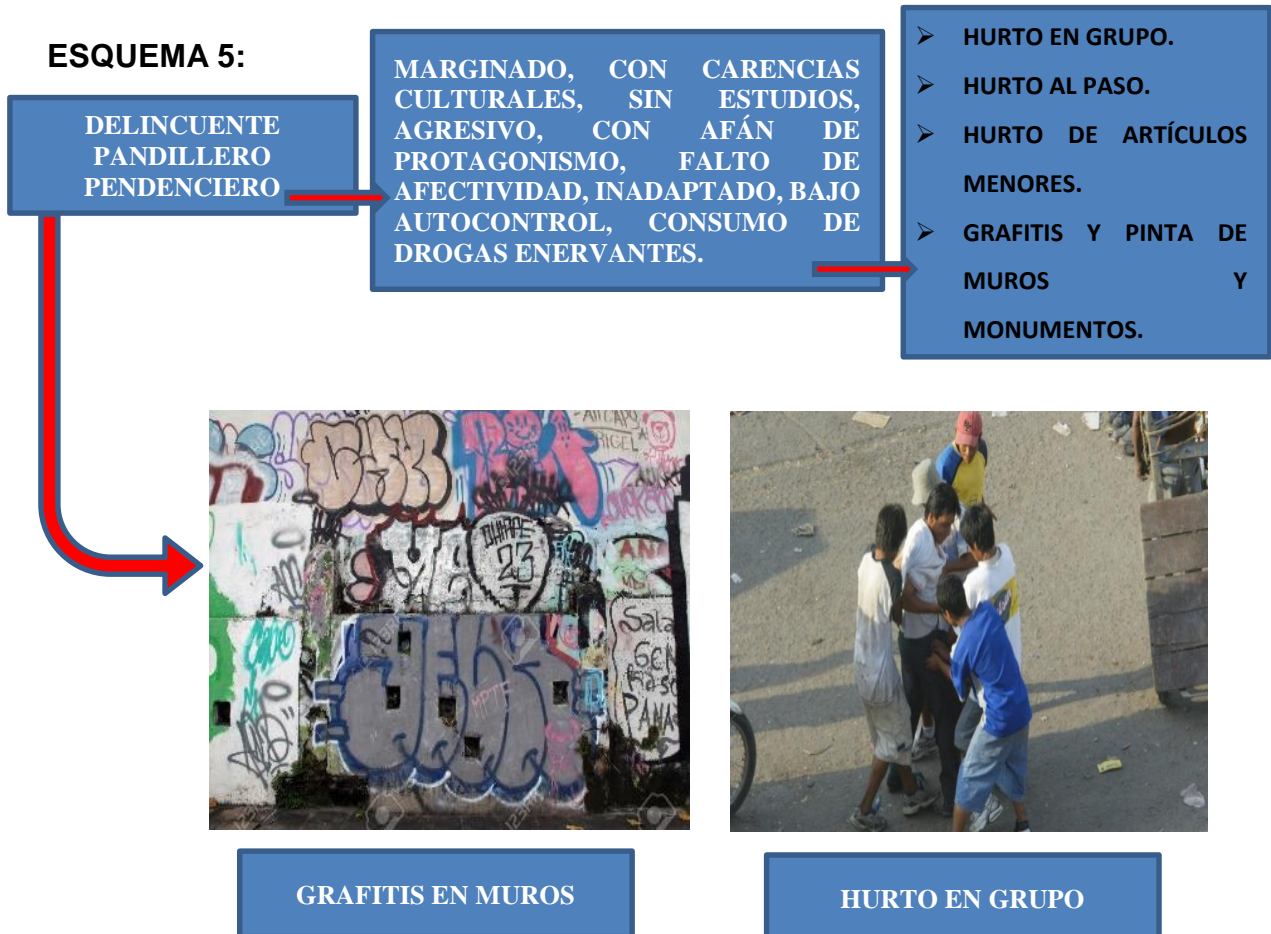 ESQUEMA 5:
DELINCUENTE
PANDILLERO
PENDENCIERO
MARGINADO, CON CARENCIAS
CULTURALES, SIN ESTUDIOS,
AGRESIVO, CON AFÁN DE
PROTAGONISMO, FALTO DE
AFECTIVIDAD, INADAPTADO, BAJO
AUTOCONTROL, CONSUMO DE
DROGAS ENERVANTES.
➢ HURTO EN GRUPO.
➢ HURTO AL PASO.
➢ HURTO DE ARTÍCULOS
MENORES.
➢ GRAFITIS Y PINTA DE
MUROS Y
MONUMENTOS.
RIGEL
23
GRAFITIS EN MUROS
HURTO EN GRUPO